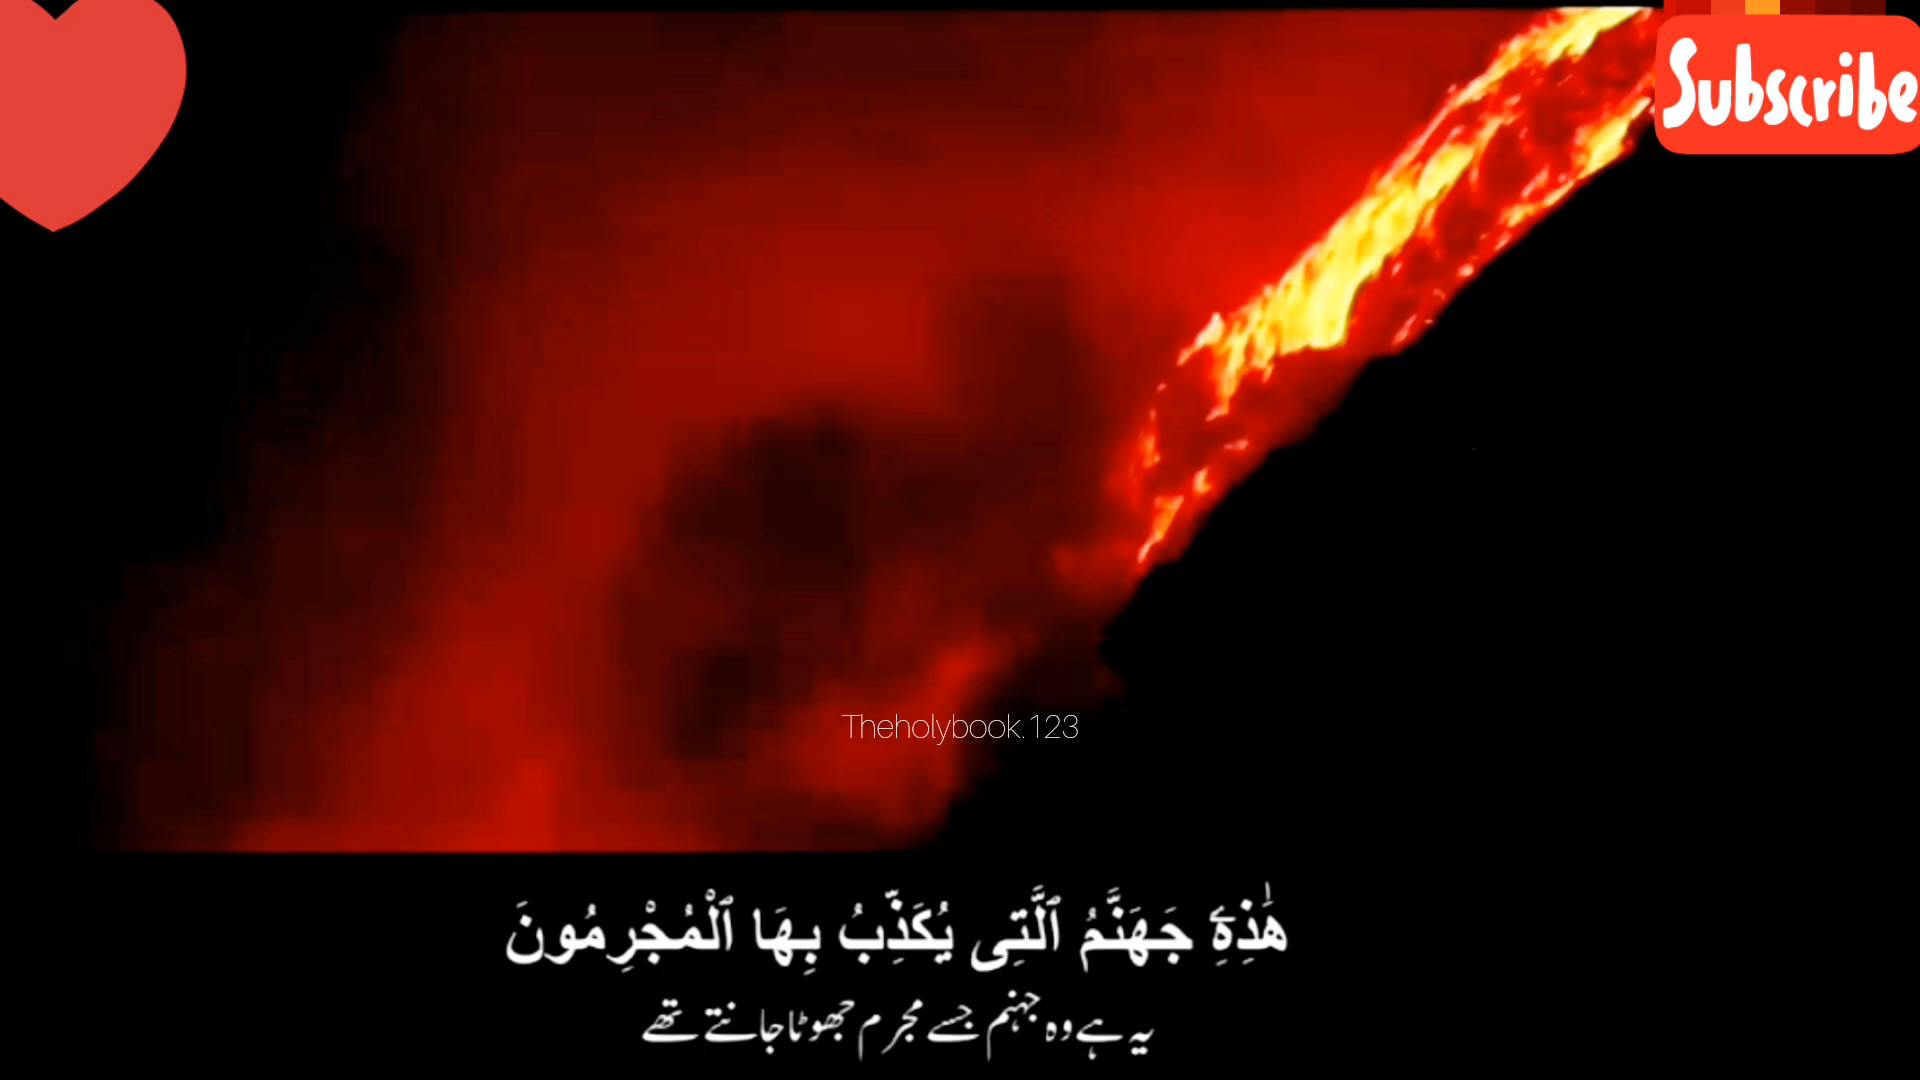 Subscribe
Theholybook.123
هَٰذِهِۦ جَهَنَّمُ ٱلَّتِى يُكَذِّبُ بِهَا ٱلْمُجْرِمُونَ
یہ ہے وہ جہنم جسے مجرم جھوٹا جانتے تھے